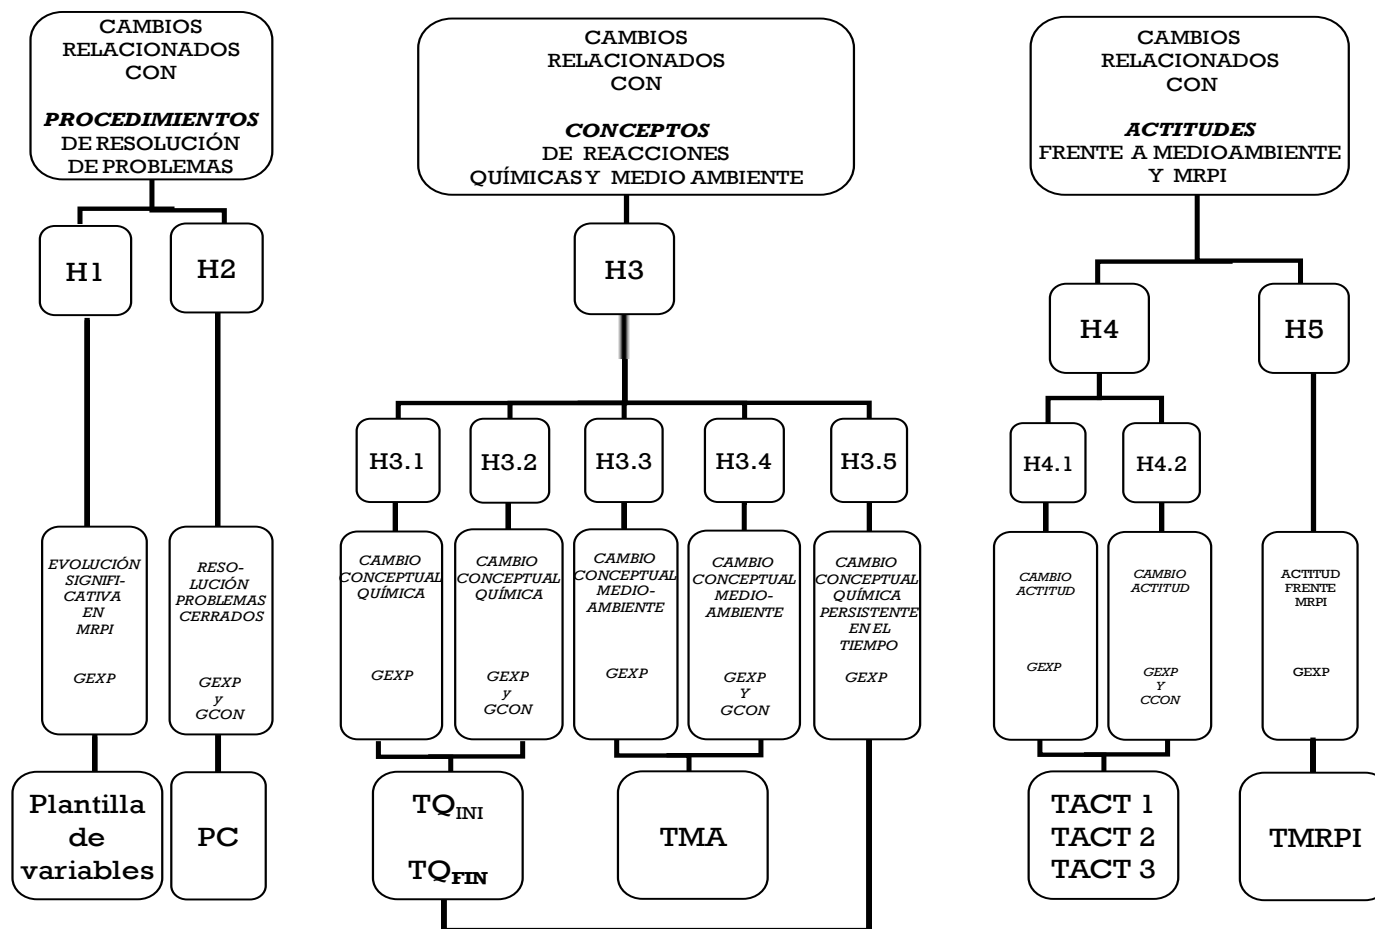 CAMBIOS
RELACIONADOS
CON
PROCEDIMIENTOS
DE RESOLUCIÓN
DE PROBLEMAS
CAMBIOS
RELACIONADOS
CON
CONCEPTOS
DE REACCIONES
QUÍMICAS Y MEDIO AMBIENTE
CAMBIOS
RELACIONADOS
CON
ACTITUDES
FRENTE A MEDIOAMBIENTE
Y MRPI
H1
H2
H3
H4
H5
H3.1
H3.2
H3.3
H3.4
H3.5
H4.1
H4.2
EVOLUCIÓN
SIGNIFI-
CATIVA
EN
MRPI
GEXP
RESO-
LUCIÓN
PROBLEMAS
CERRADOS
GEXP
y
GCON
CAMBIO
CONCEPTUAL
QUÍMICA
GEXP
CAMBIO
CONCEPTUAL
QUÍMICA
GEXP
y
GCON
CAMBIO
CONCEPTUAL
MEDIO-
AMBIENTE
GEXP
CAMBIO
CONCEPTUAL
MEDIO-
AMBIENTE
GEXP
Y
GCON
CAMBIO
CONCEPTUAL
QUÍMICA
PERSISTENTE
EN EL
TIEMPO
GEXP
CAMBIO
ACTITUD
GEXP
CAMBIO
ACTITUD
GEXP
Y
CCON
ACTITUD
FRENTE
MRPI
GEXP
Plantilla
de
variables
PC
TQINI
TQFIN
TMA
TACT 1
TACT 2
TACT 3
TMRPI